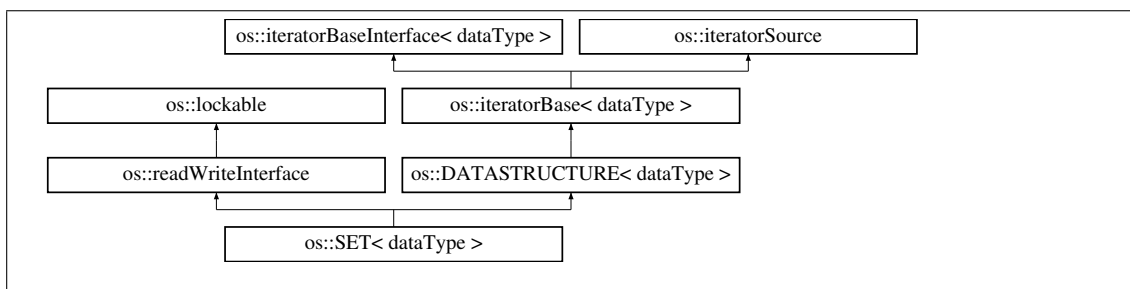 os::iteratorBaseInterface< dataType >
os::iteratorSource
os::lockable
os::iteratorBase< dataType >
os::readWriteInterface
os::DATASTRUCTURE< dataType >
os::SET< dataType >